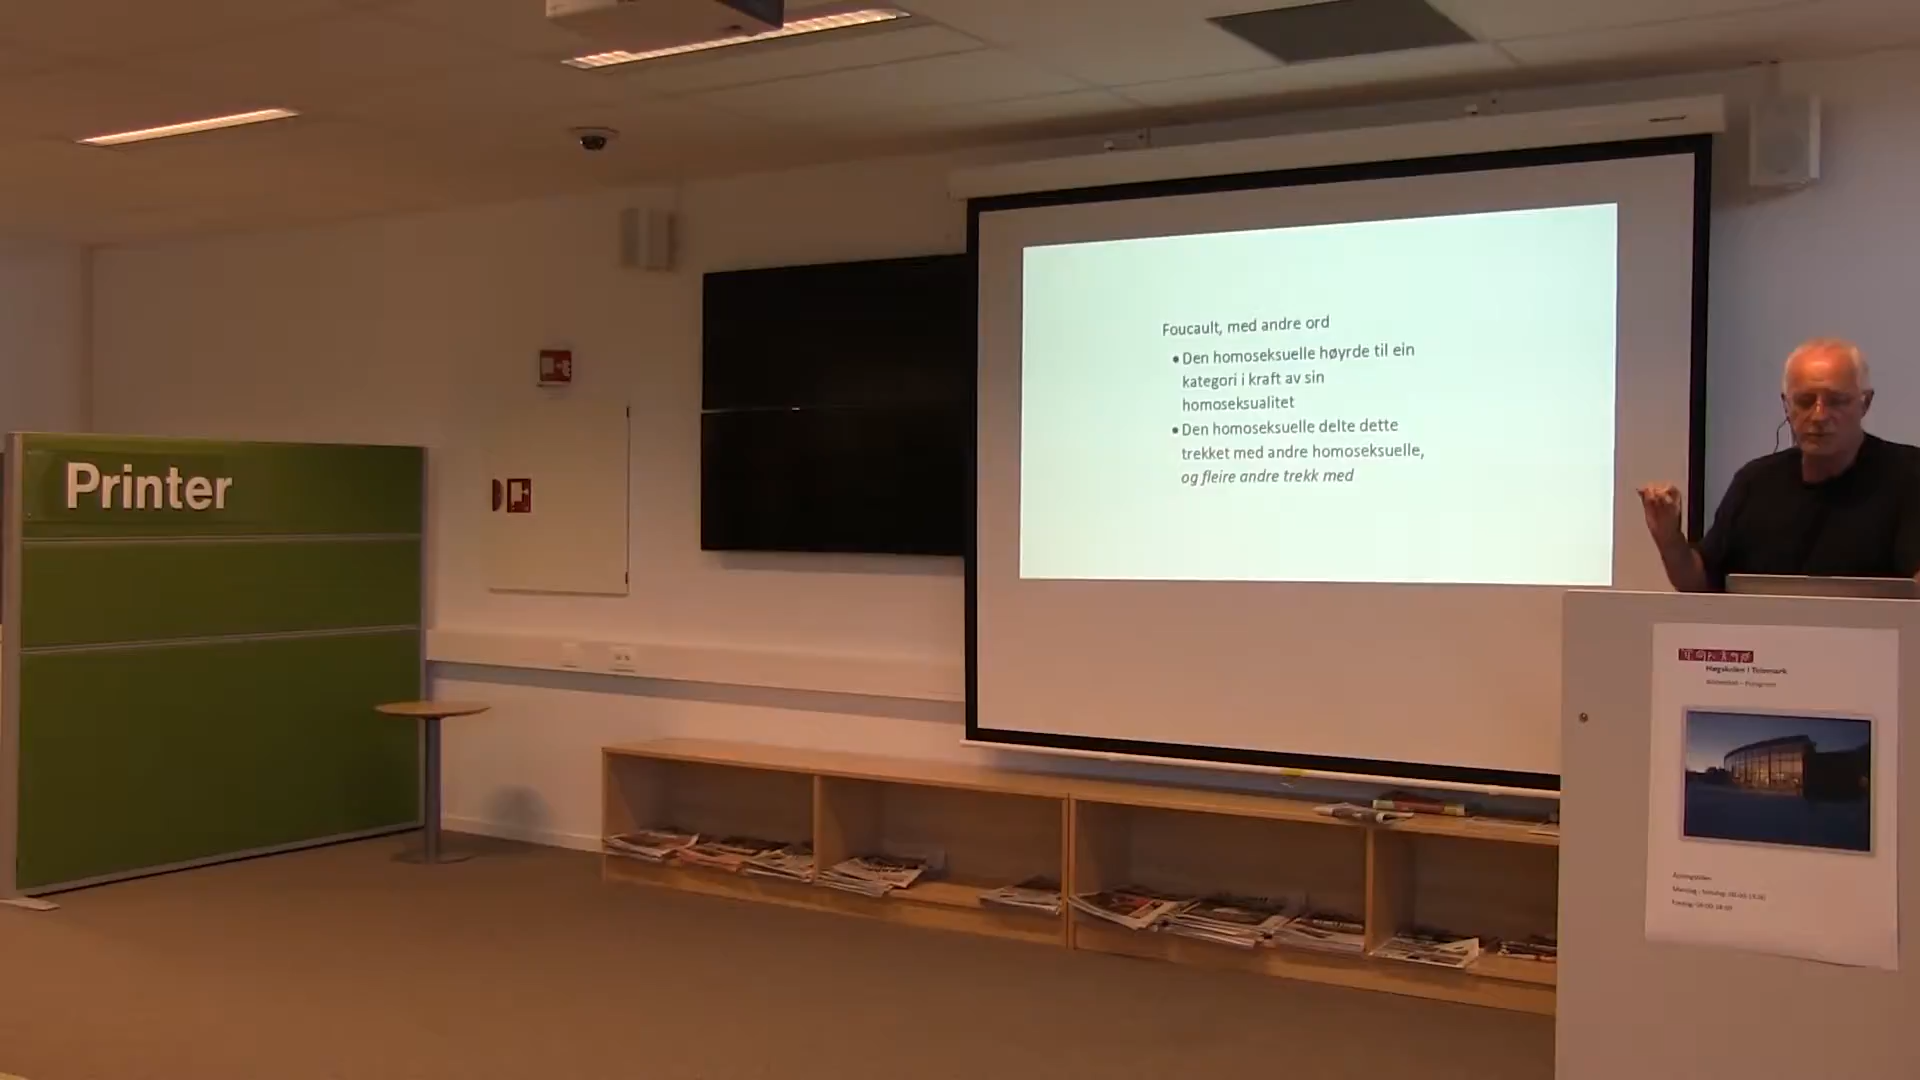 Printer
Foucault, med andre ord
•Den homoseksuelle høyrde til ein
kategori i kraft av sin
homoseksualitet
•Den homoseksuelle delte dette
trekket med andre homoseksuelle,
og fleire andre trekk med
Høgskolen i Telemark